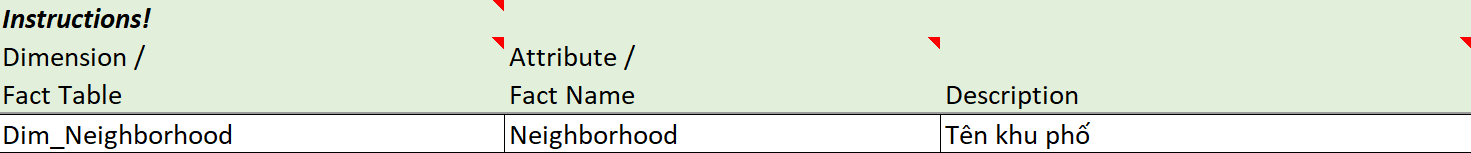 Instructions!
Dimension / Attribute /
Fact Table Fact Name Description
Dim_Neighborhood Neighborhood Tên khu phố